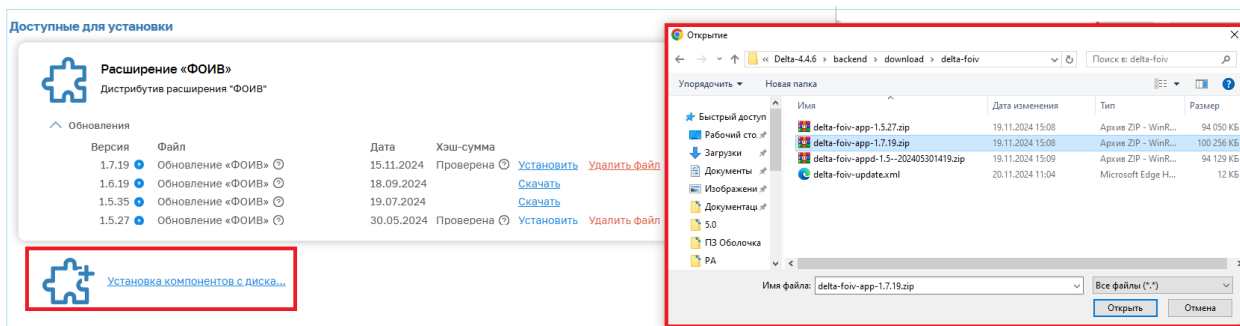 Доступные для установки
Расширение «ФОИВ»
Дистрибутив расширения "ФОИВ"
Обновления
Версия Файл Дата Хэш-сумма
1.7.19 Обновление «ФОИВ» 15.11.2024 Проверена Установить Удалить файл
1.6.19 Обновление «ФОИВ» 18.09.2024 Скачать
1.5.35 Обновление «ФОИВ» 19.07.2024 Скачать
1.5.27 Обновление «ФОИВ» 30.05.2024 Проверена Установить Удалить файл
Установка компонентов с диска...
Открытие
« Delta-4.4.6 › backend › download › delta-foiv
Поиск в: delta-foiv
Упорядочить Новая папка
Имя Дата изменения Тип Размер
Быстрый доступ
Рабочий сто
Загрузки
Документы
Изображени
Документаци
5.0
ПЗ Оболочка
РА
delta-foiv-app-1.5.27.zip 19.11.2024 15:08 Архив ZIP - WinR... 94 050 КБ
delta-foiv-app-1.7.19.zip 19.11.2024 15:08 Архив ZIP - WinR... 100 256 КБ
delta-foiv-appd-1.5--202405301419.zip 19.11.2024 15:09 Архив ZIP - WinR... 94 129 КБ
delta-foiv-update.xml 20.11.2024 11:04 Microsoft Edge H... 12 КБ
Имя файла: delta-foiv-app-1.7.19.zip Все файлы (*.*)
Открыть Отмена